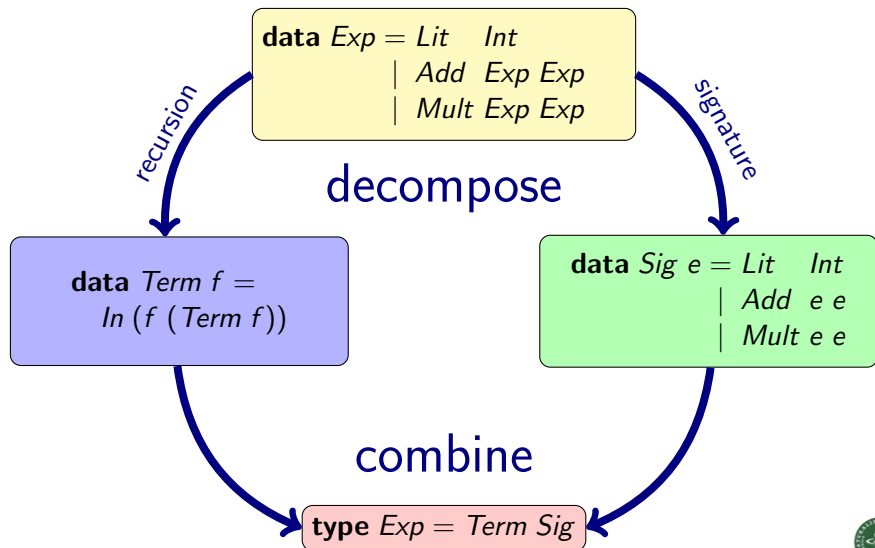 data Exp = Lit Int
| Add Exp Exp
| Mult Exp Exp
recursion
signature
decompose
data Term f =
In (f (Term f))
data Sig e = Lit Int
| Add e e
| Mult e e
combine
type Exp = Term Sig